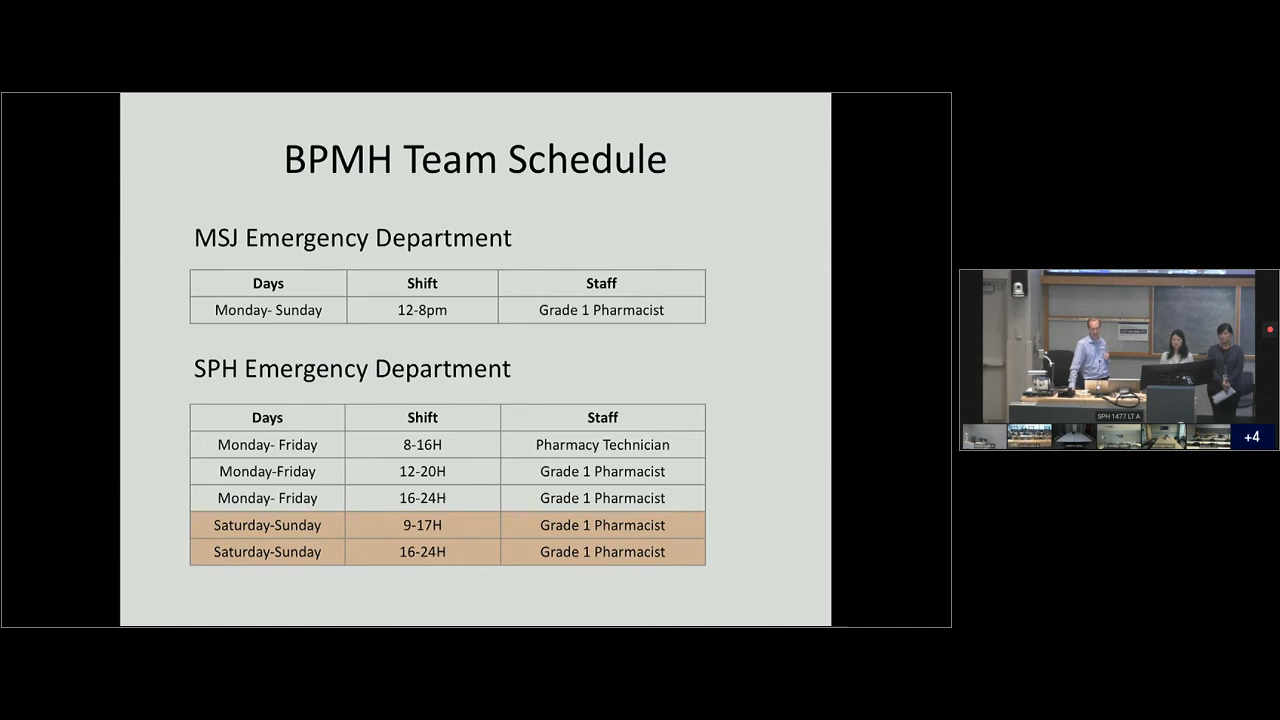 BPMH Team Schedule
MSJ Emergency Department
Days Shift Staff
Monday- Sunday 12-8pm Grade 1 Pharmacist
SPH Emergency Department
Days Shift Staff
Monday- Friday 8-16H Pharmacy Technician
Monday-Friday 12-20H Grade 1 Pharmacist
Monday- Friday 16-24H Grade 1 Pharmacist
Saturday-Sunday 9-17H Grade 1 Pharmacist
Saturday-Sunday 16-24H Grade 1 Pharmacist
SPH 1477 LT A
+4